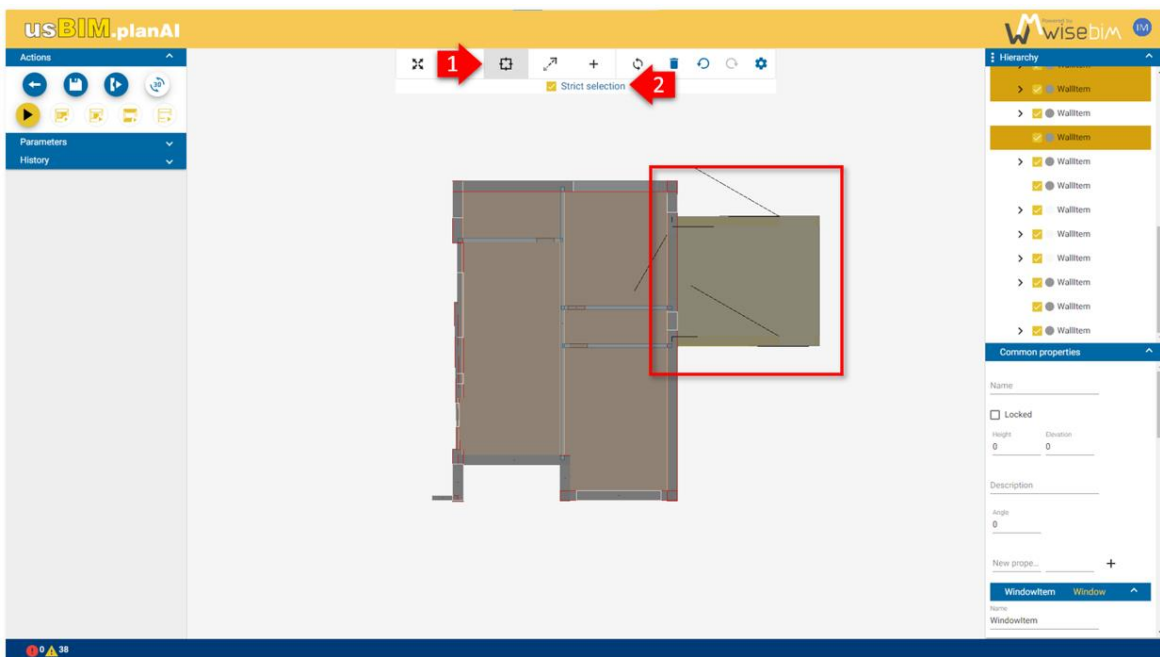 usBIM.planAI
Powered by
wisebim
IM
Actions
3D
Parameters
History
1
Strict selection
2
Hierarchy
WallItem
WallItem
WallItem
WallItem
WallItem
WallItem
WallItem
WallItem
WallItem
WallItem
WallItem
Common properties
Name
Locked
Height Elevation
0 0
Description
Angle
0
New prope...
WindowItem Window
Name
WindowItem
0 38